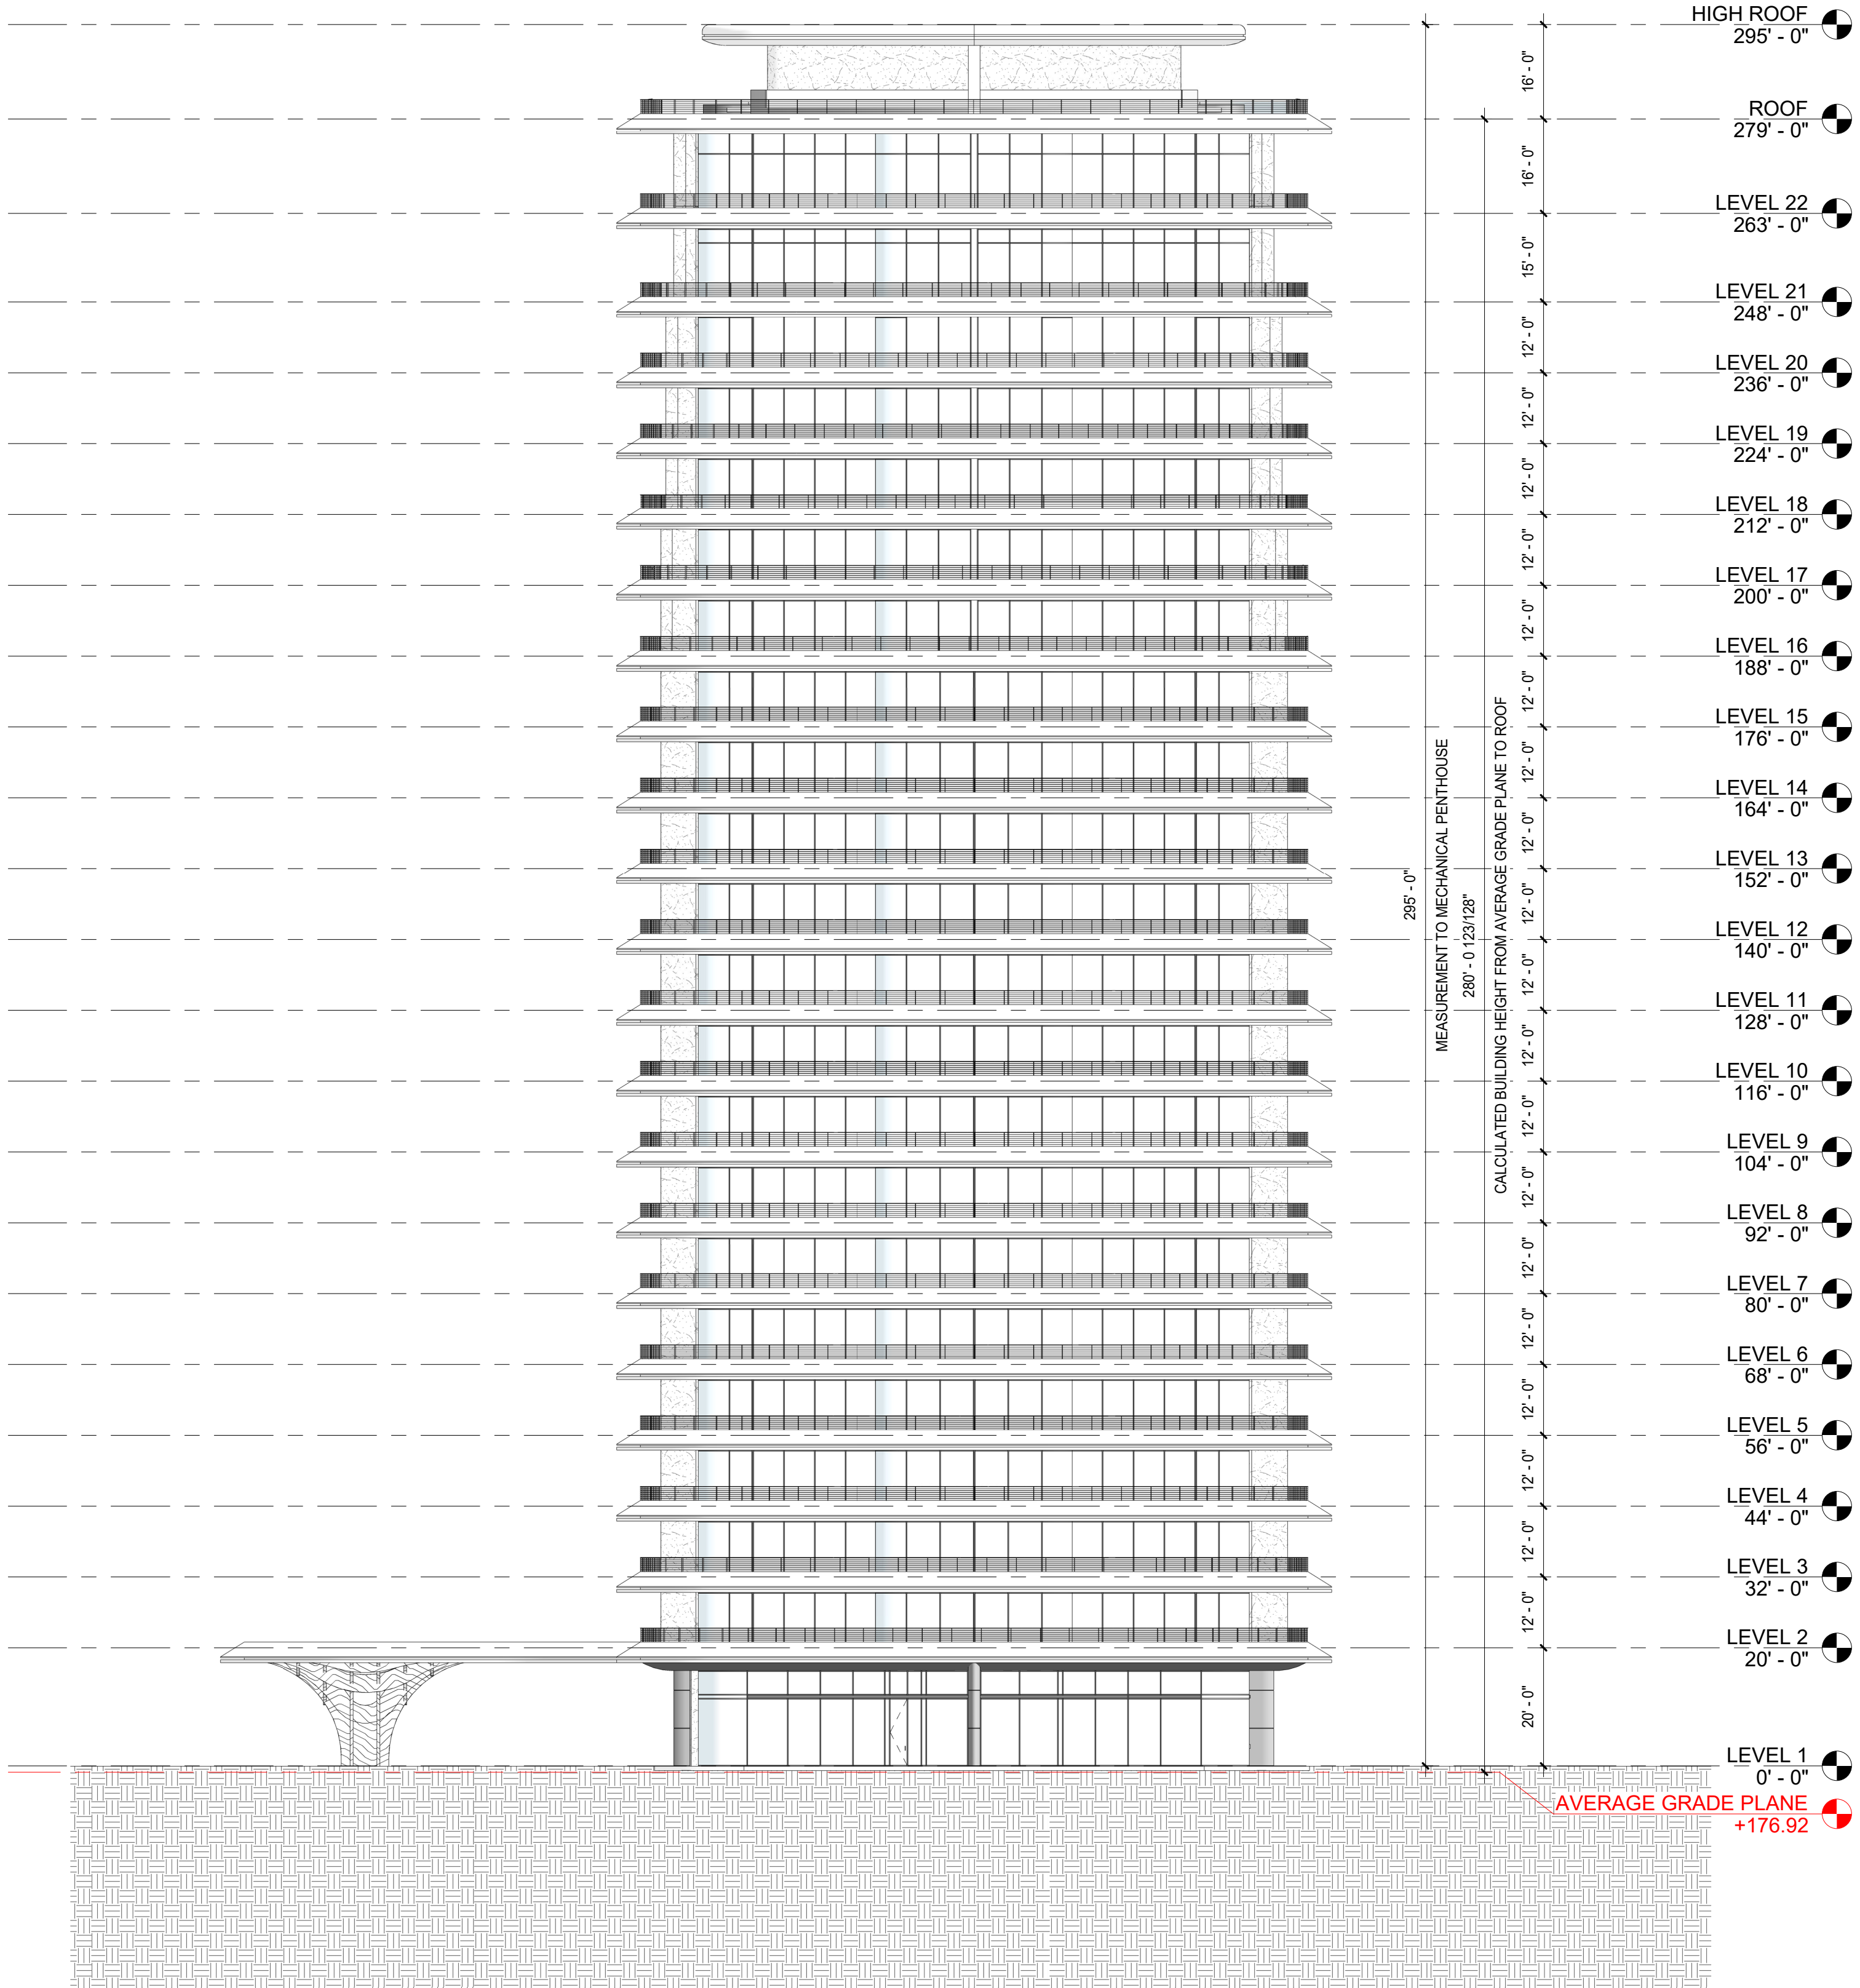 HIGH ROOF
295' - 0"
16' - 0"
ROOF
279' - 0"
16' - 0"
LEVEL 22
263' - 0"
15' - 0"
LEVEL 21
248' - 0"
12' - 0"
LEVEL 20
236' - 0"
12' - 0"
LEVEL 19
224' - 0"
12' - 0"
LEVEL 18
212' - 0"
12' - 0"
LEVEL 17
200' - 0"
12' - 0"
LEVEL 16
188' - 0"
12' - 0"
LEVEL 15
176' - 0"
12' - 0"
LEVEL 14
164' - 0"
12' - 0"
LEVEL 13
152' - 0"
12' - 0"
LEVEL 12
140' - 0"
12' - 0"
LEVEL 11
128' - 0"
12' - 0"
LEVEL 10
116' - 0"
12' - 0"
LEVEL 9
104' - 0"
12' - 0"
LEVEL 8
92' - 0"
12' - 0"
LEVEL 7
80' - 0"
12' - 0"
LEVEL 6
68' - 0"
12' - 0"
LEVEL 5
56' - 0"
12' - 0"
LEVEL 4
44' - 0"
12' - 0"
LEVEL 3
32' - 0"
12' - 0"
LEVEL 2
20' - 0"
20' - 0"
LEVEL 1
0' - 0"
AVERAGE GRADE PLANE
+176.92
295' - 0"
MEASUREMENT TO MECHANICAL PENTHOUSE
280' - 0 123/128"
CALCULATED BUILDING HEIGHT FROM AVERAGE GRADE PLANE TO ROOF